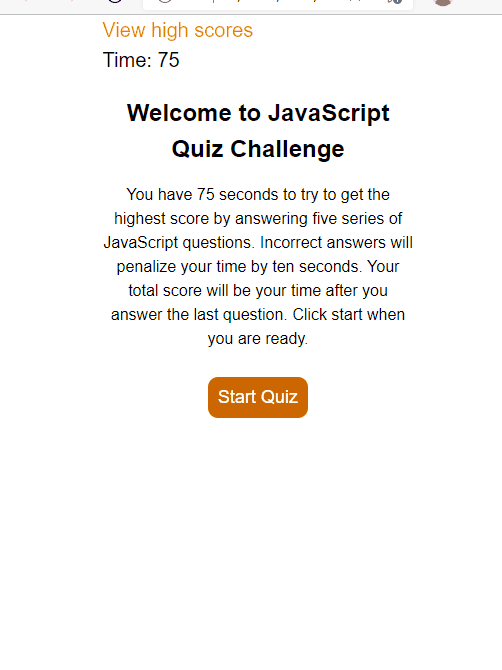 View high scores
Time: 75
Welcome to JavaScript
Quiz Challenge
You have 75 seconds to try to get the
highest score by answering five series of
JavaScript questions. Incorrect answers will
penalize your time by ten seconds. Your
total score will be your time after you
answer the last question. Click start when
you are ready.
Start Quiz